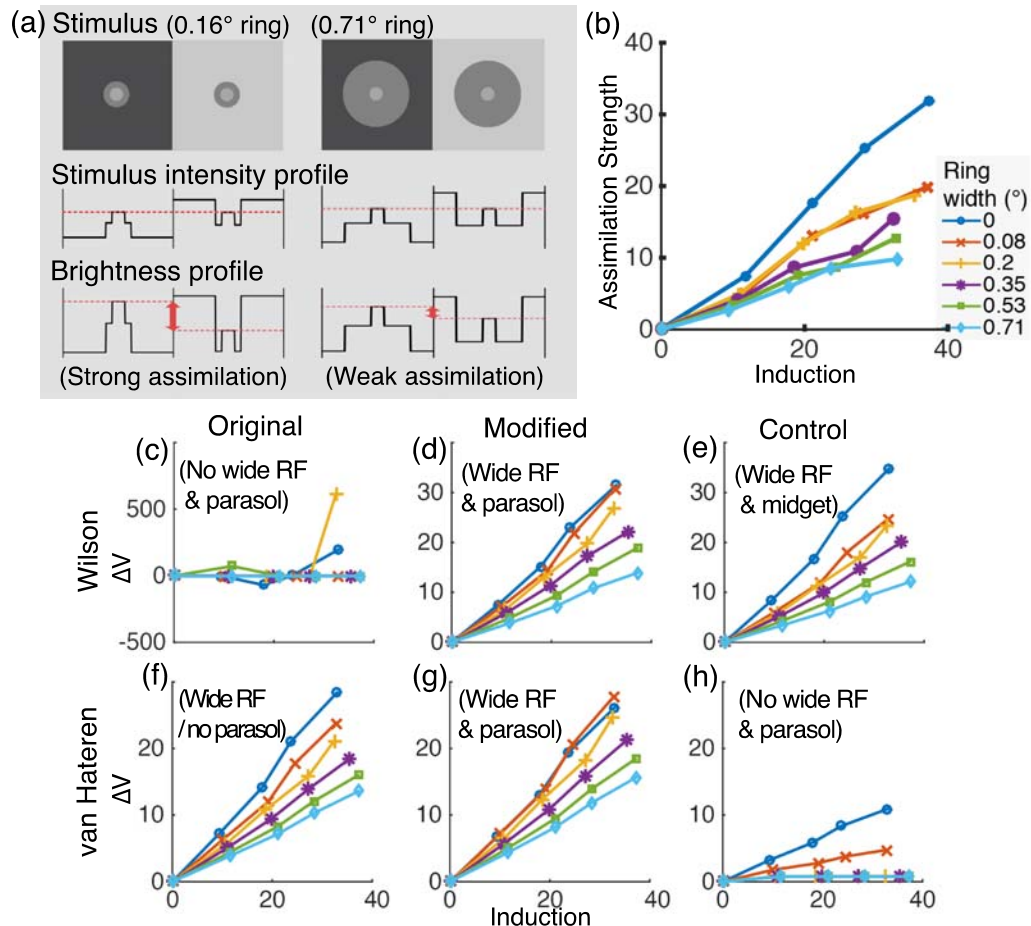 (a) Stimulus (0.16° ring) (0.71° ring)
Stimulus intensity profile
Brightness profile
(Strong assimilation) (Weak assimilation)
(b)
40
30
20
10
0
Assimilation Strength
0 20 40
Induction
Ring
width (°)
0
0.08
0.2
0.35
0.53
0.71
Original Modified Control
Wilson
ΔV
(c)
(No wide RF
& parasol)
500
0
-500
0 20 40
(d)
(Wide RF
& parasol)
30
20
10
0
0 20 40
(e)
(Wide RF
& midget)
30
20
10
0
0 20 40
van Hateren
ΔV
(f)
(Wide RF
/ no parasol)
20
10
0
0 20 40
(g)
(Wide RF
& parasol)
20
10
0
0 20 40
Induction
(h)
(No wide RF
& parasol)
20
10
0
0 20 40